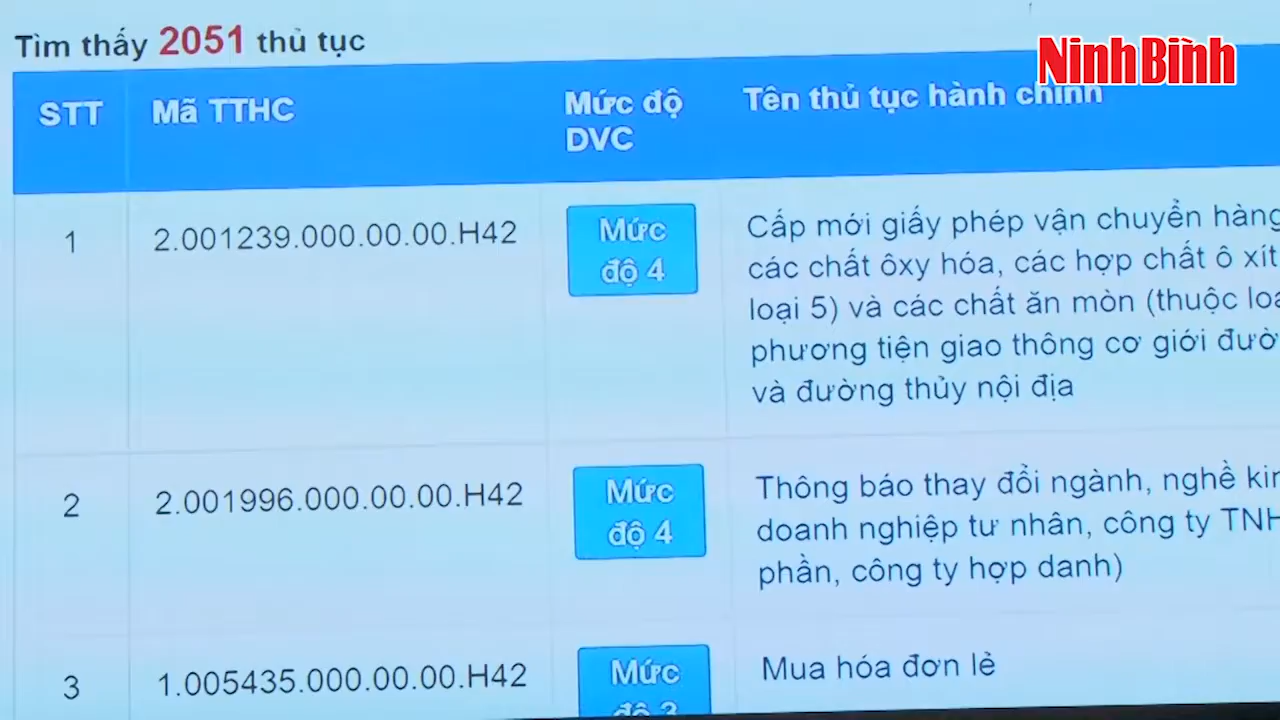 Tìm thấy 2051 thủ tục
Ninh Bình
STT
Mã TTHC
Mức độ
DVC
Tên thủ tục hành chính
1
2.001239.000.00.00.H42
Mức
độ 4
Cấp mới giấy phép vận chuyển hàng
các chất ôxy hóa, các hợp chất ô xít
loại 5) và các chất ăn mòn (thuộc
phương tiện giao thông cơ giới
và đường thủy nội địa
2
2.001996.000.00.00.H42
Mức
độ 4
Thông báo thay đổi ngành, nghề
doanh nghiệp tư nhân, công ty
phần, công ty hợp danh)
3
1.005435.000.00.00.H42
Mức
độ 3
Mua hóa đơn lẻ